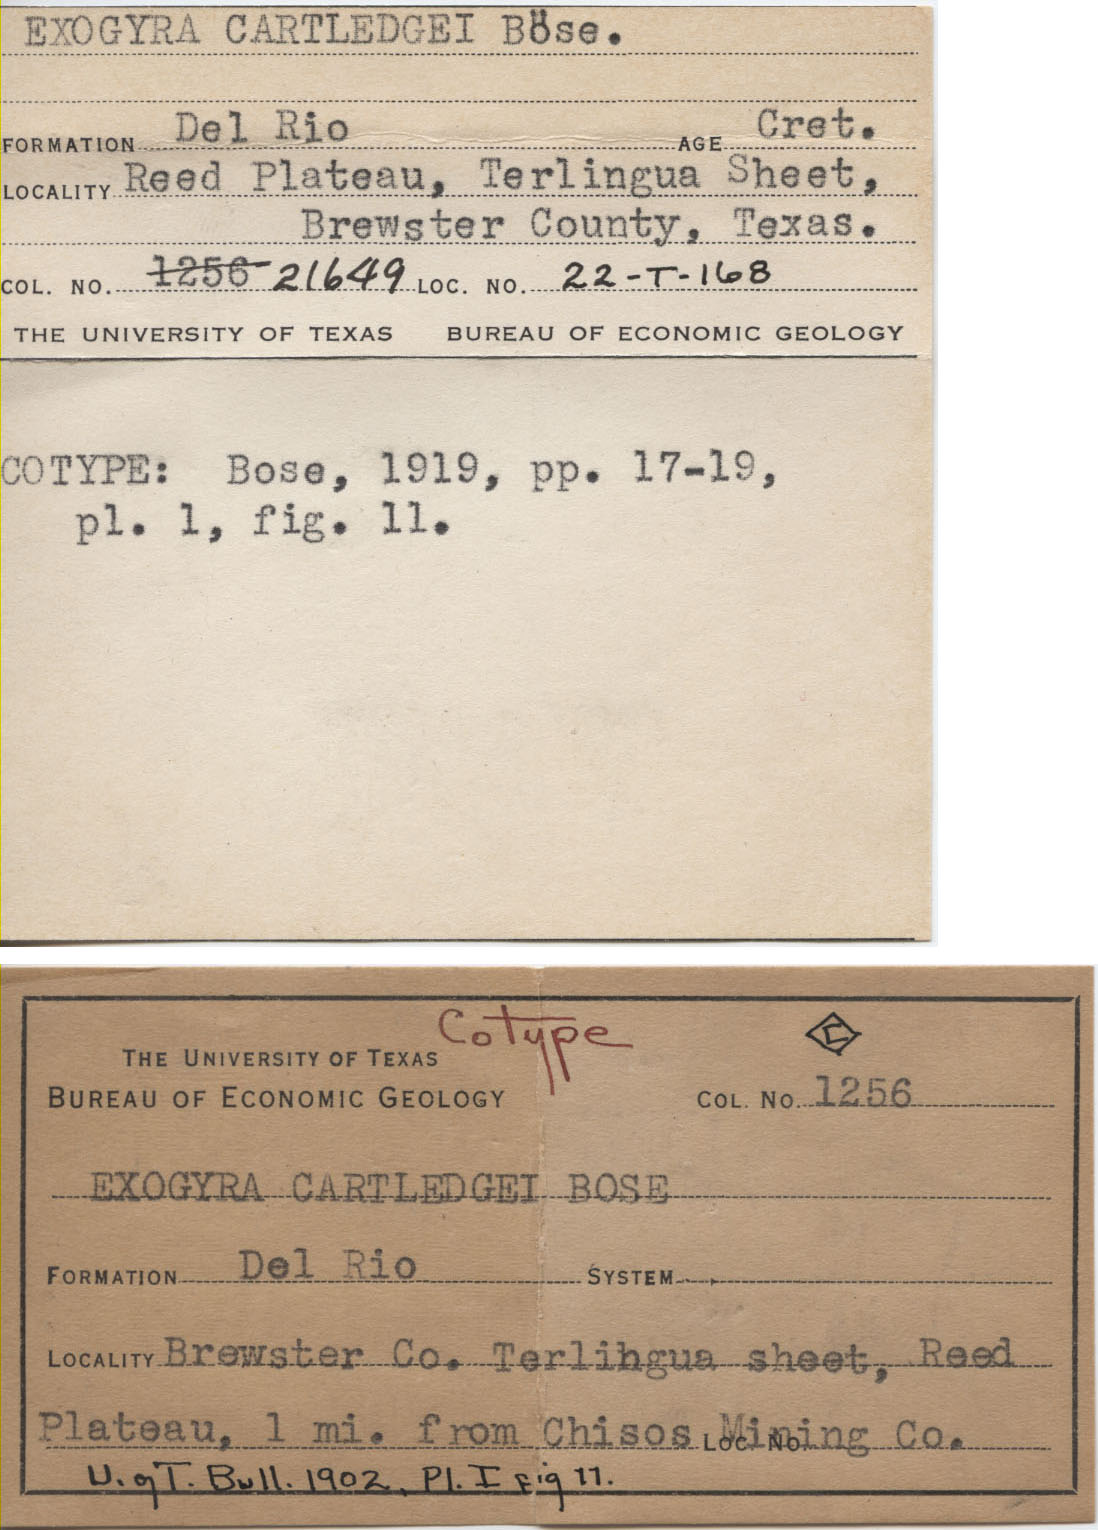 EXOGYRA CARTLEDGEI Böse.
FORMATION Del Rio AGE Cret.
LOCALITY Reed Plateau, Terlingua Sheet,
Brewster County, Texas.
COL. NO. 1256 21649 LOC. NO. 22-T-168
THE UNIVERSITY OF TEXAS BUREAU OF ECONOMIC GEOLOGY
COTYPE: Bose, 1919, pp. 17-19,
pl. 1, fig. 11.
Cotype
C
THE UNIVERSITY OF TEXAS
BUREAU OF ECONOMIC GEOLOGY COL. NO. 1256
EXOGYRA CARTLEDGEI BOSE
FORMATION Del Rio SYSTEM
LOCALITY Brewster Co. Terlihgua sheet, Reed
Plateau, 1 mi. from Chisos Mining Co. LOC. NO.
U. of T. Bull. 1902, Pl. I Fig 11.